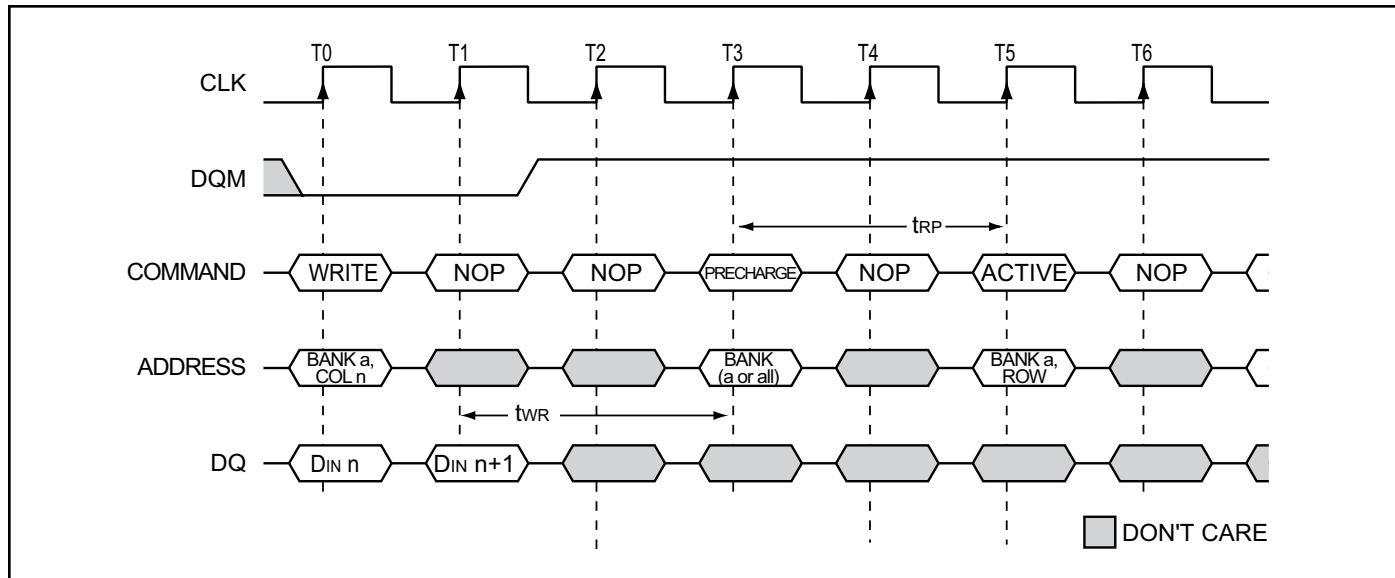 T0 T1 T2 T3 T4 T5 T6
CLK
DQM
tRP
COMMAND WRITE NOP NOP PRECHARGE NOP ACTIVE NOP
ADDRESS BANK a, COL n BANK (a or all) BANK a, ROW
tWR
DQ DIN n DIN n+1
DON'T CARE